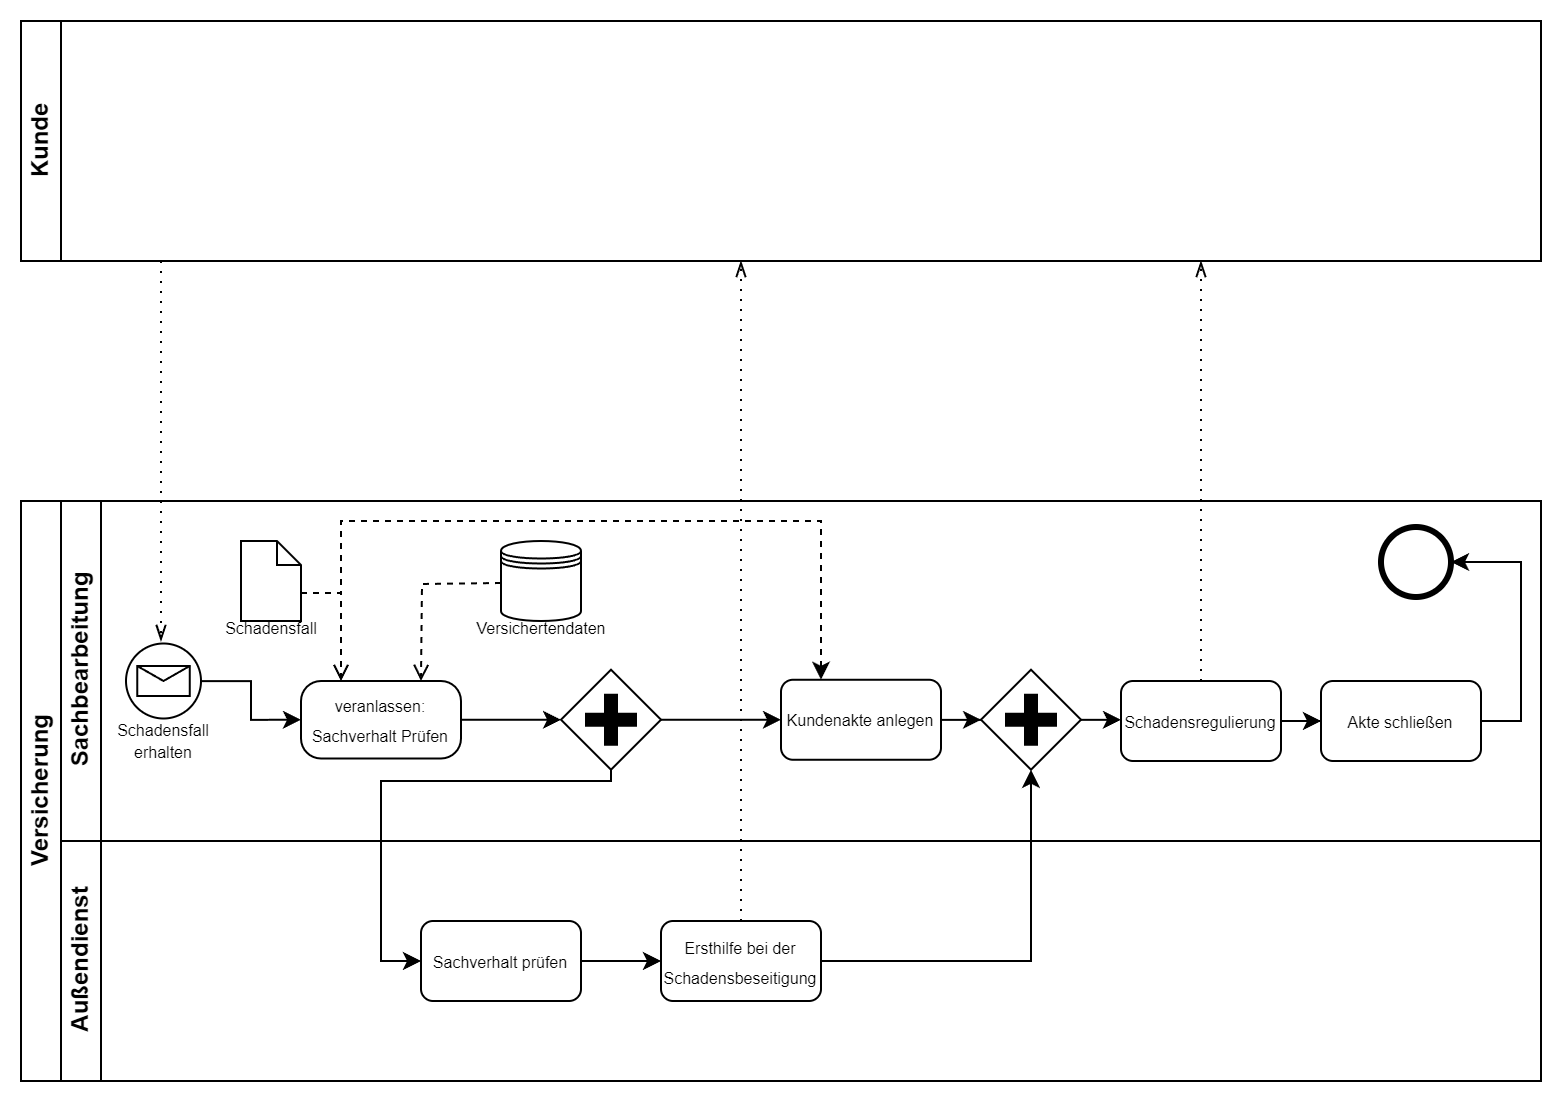 Kunde
Versicherung
Sachbearbeitung
Schadensfall
Versichertendaten
Schadensfall
erhalten
veranlassen:
Sachverhalt Prüfen
Kundenakte anlegen
Schadensregulierung
Akte schließen
Außendienst
Sachverhalt prüfen
Ersthilfe bei der
Schadensbeseitigung